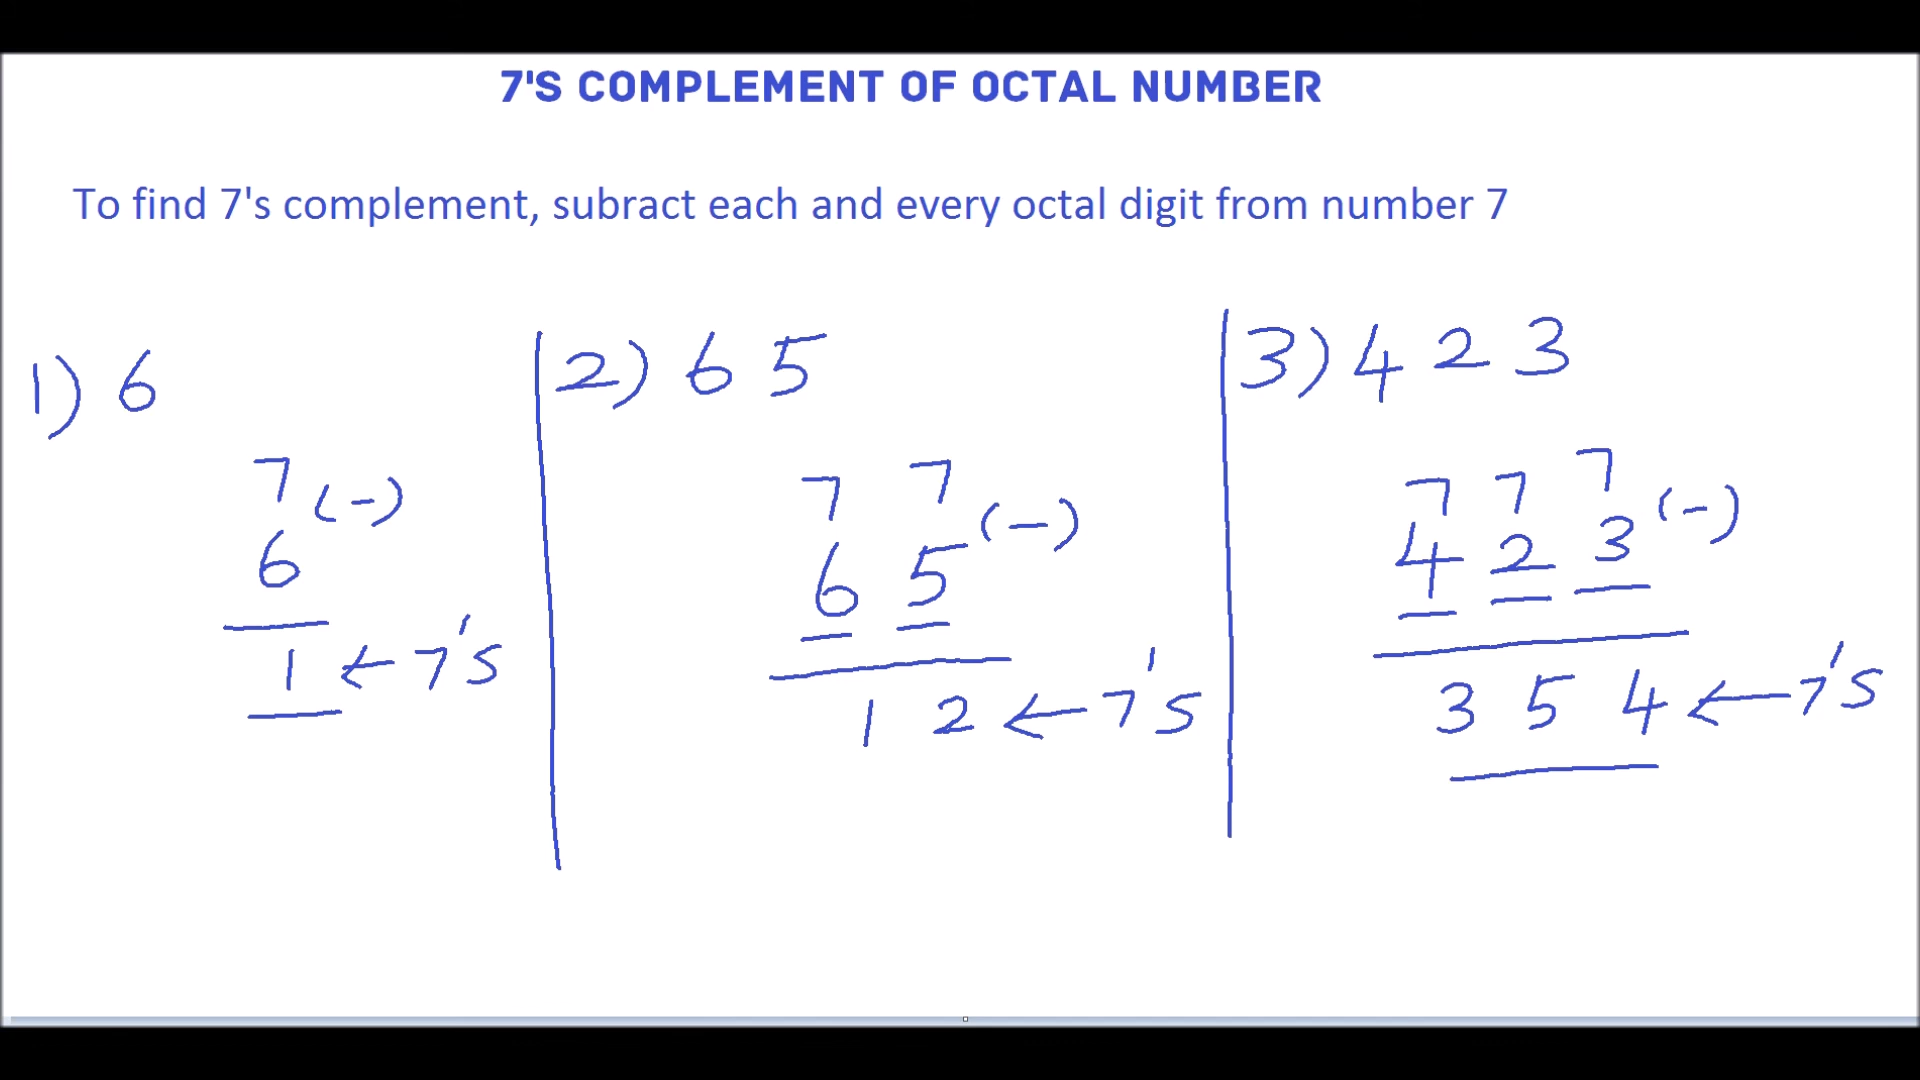 7'S COMPLEMENT OF OCTAL NUMBER
To find 7's complement, subract each and every octal digit from number 7
1) 6
7 (-)
6
1 ← 7's
2) 6 5
7 7 (-)
6 5
1 2 ← 7's
3) 4 2 3
7 7 7 (-)
4 2 3
3 5 4 ← 7's